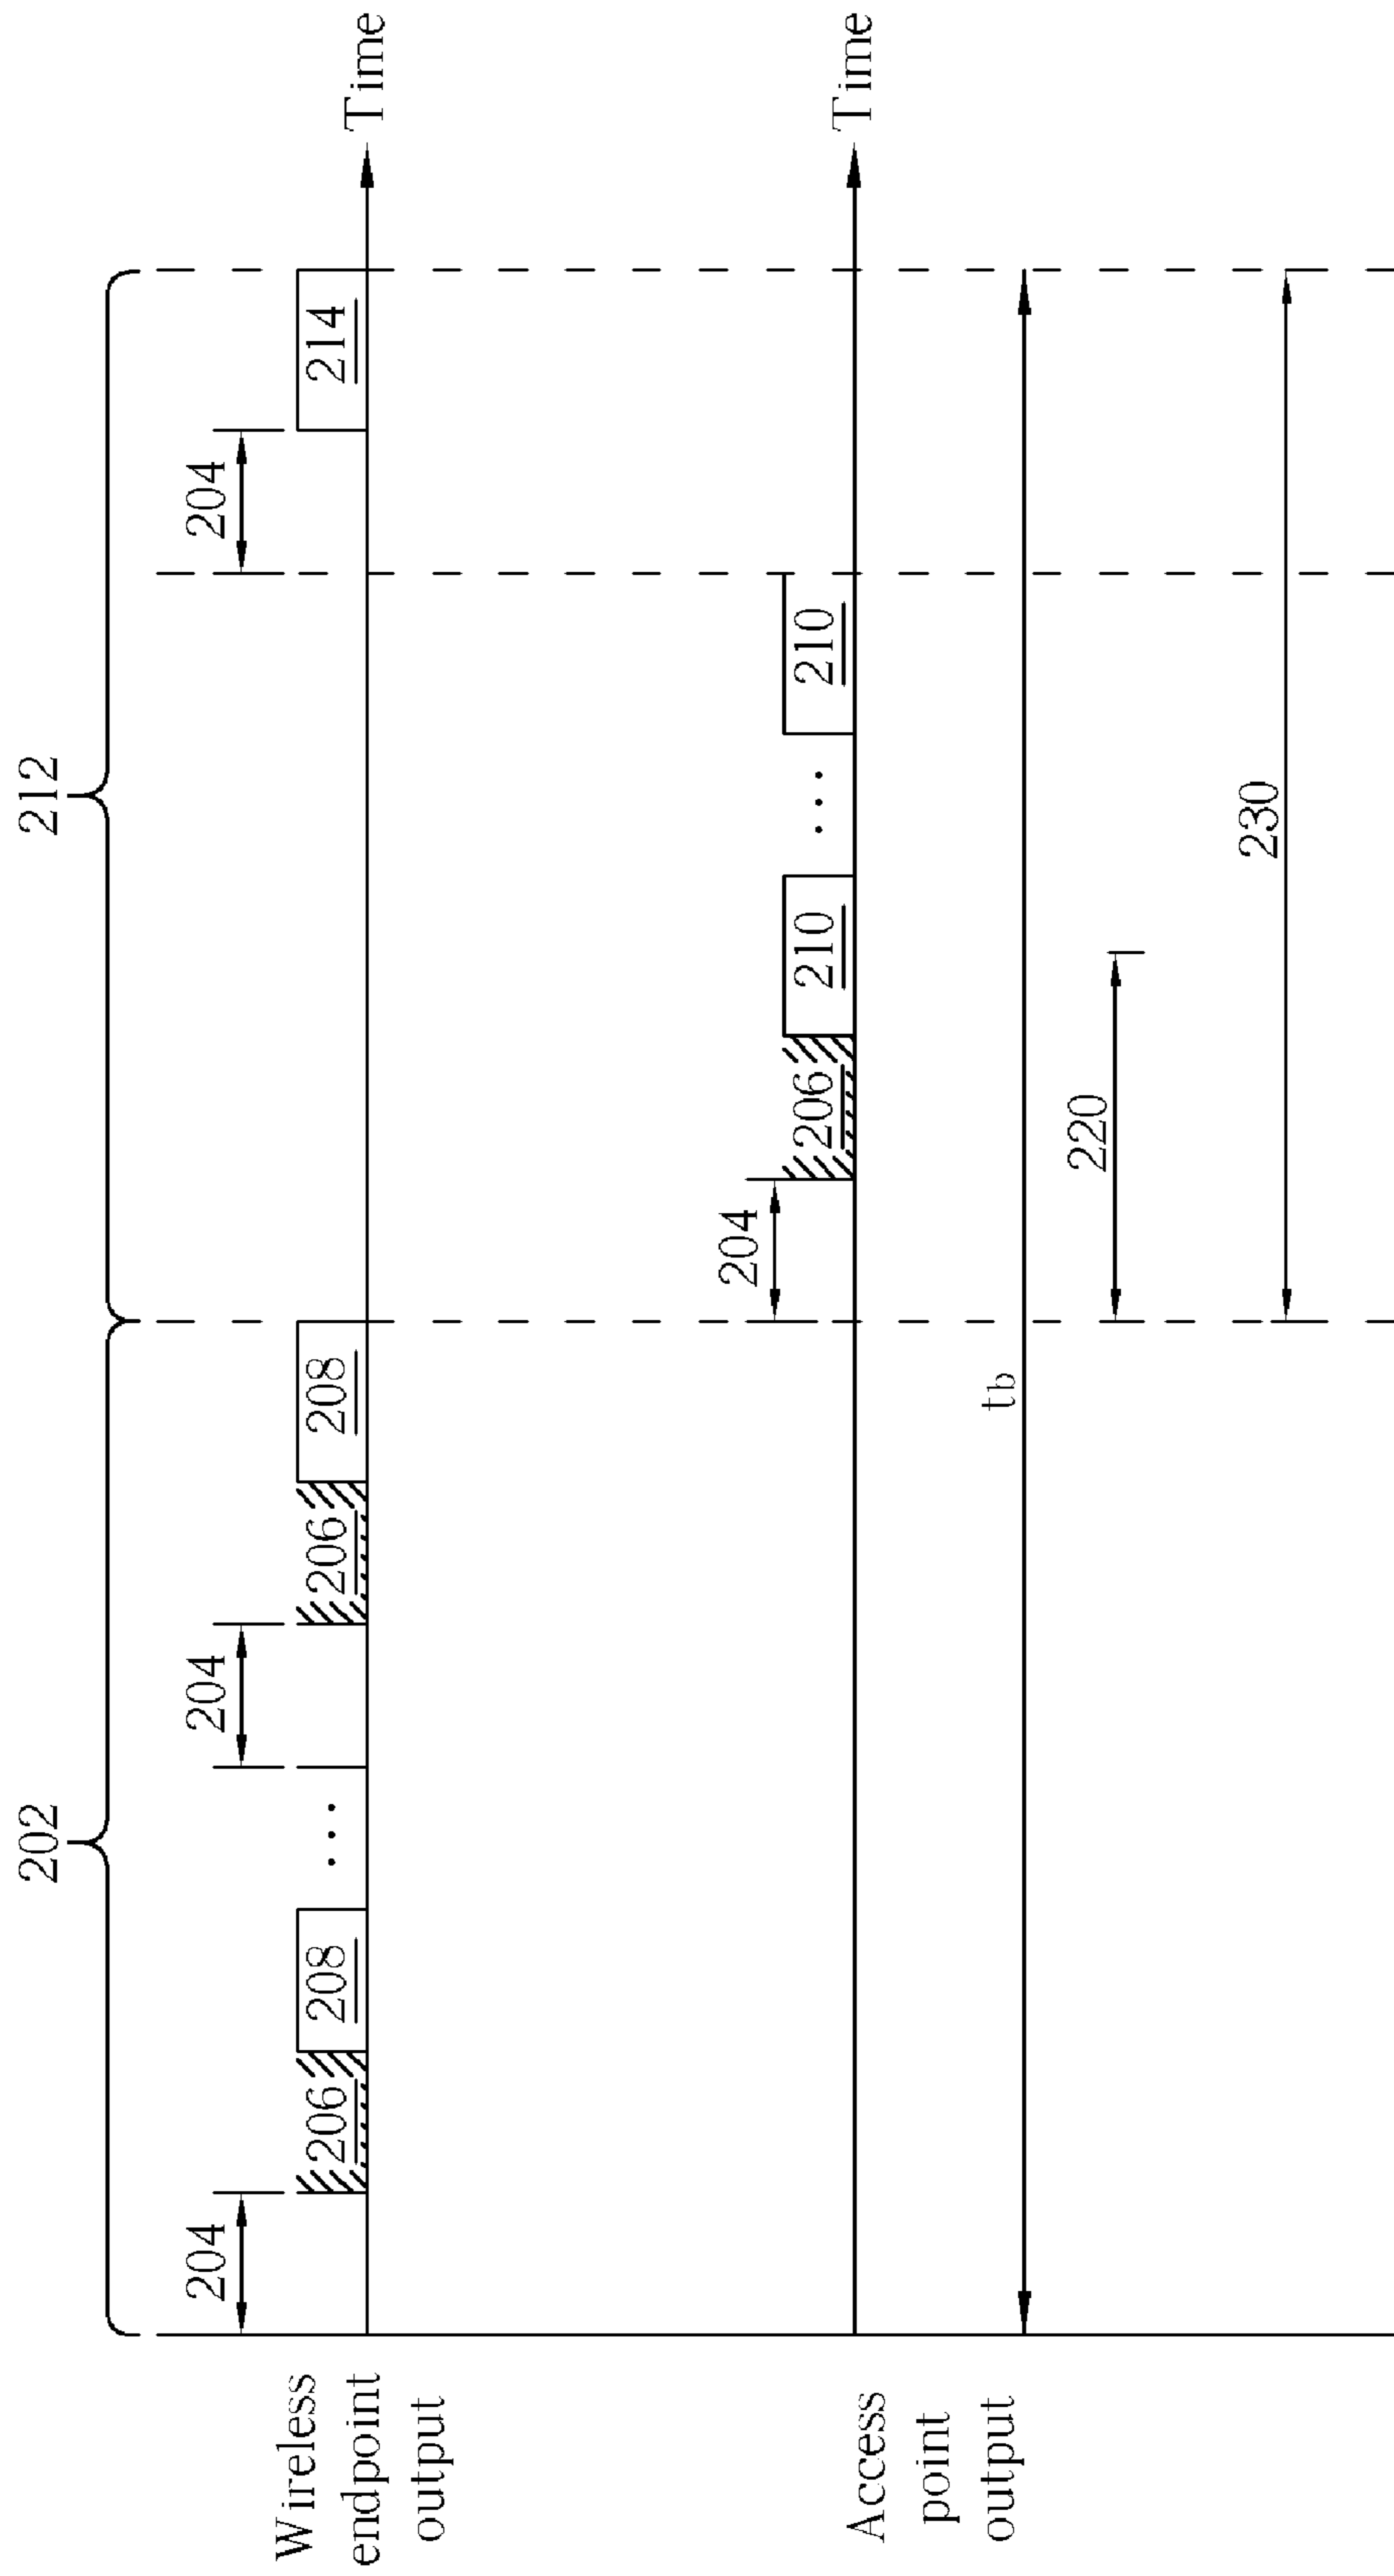 202
212
204
204
204
Wireless
endpoint
output
206
208
...
206
208
214
Time
204
Access
point
output
206
210
...
210
Time
tb
220
230